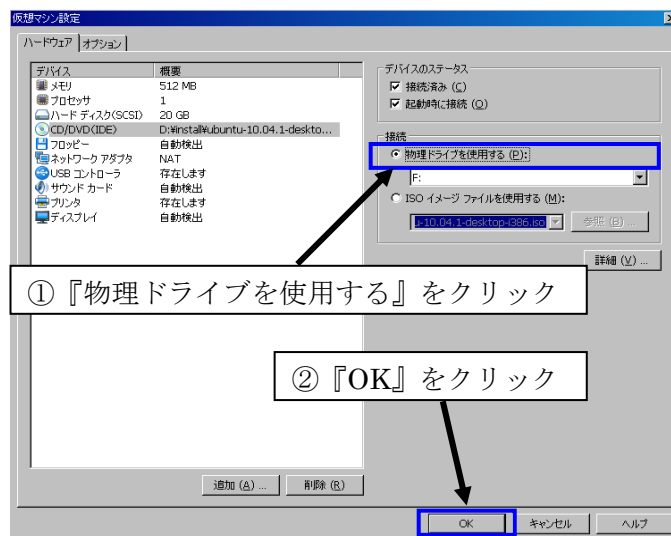 仮想マシン設定
ハードウェア オプション
デバイス 概要
メモリ 512 MB
プロセッサ 1
ハード ディスク(SCSI) 20 GB
CD/DVD(IDE) D:¥install¥ubuntu-10.04.1-deskto...
フロッピー 自動検出
ネットワーク アダプタ NAT
USB コントローラ 存在します
サウンド カード 自動検出
プリンタ 存在します
ディスプレイ 自動検出
デバイスのステータス
接続済み (C)
起動時に接続 (O)
接続
物理ドライブを使用する (P):
F:
ISO イメージ ファイルを使用する (M):
u-10.04.1-desktop-i386.iso 参照 (B) ...
詳細 (V) ...
①『物理ドライブを使用する』をクリック
②『OK』をクリック
追加 (A) ... 削除 (R)
OK キャンセル ヘルプ